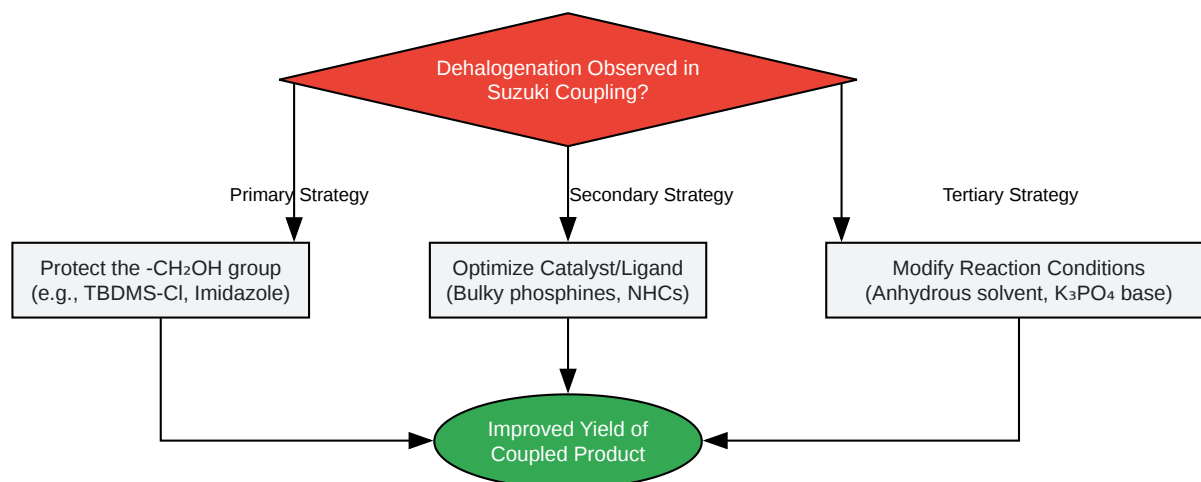 Dehalogenation Observed in
Suzuki Coupling?
Primary Strategy
Secondary Strategy
Tertiary Strategy
Protect the -CH₂OH group
(e.g., TBDMS-Cl, Imidazole)
Optimize Catalyst/Ligand
(Bulky phosphines, NHCs)
Modify Reaction Conditions
(Anhydrous solvent, K₃PO₄ base)
Improved Yield of
Coupled Product